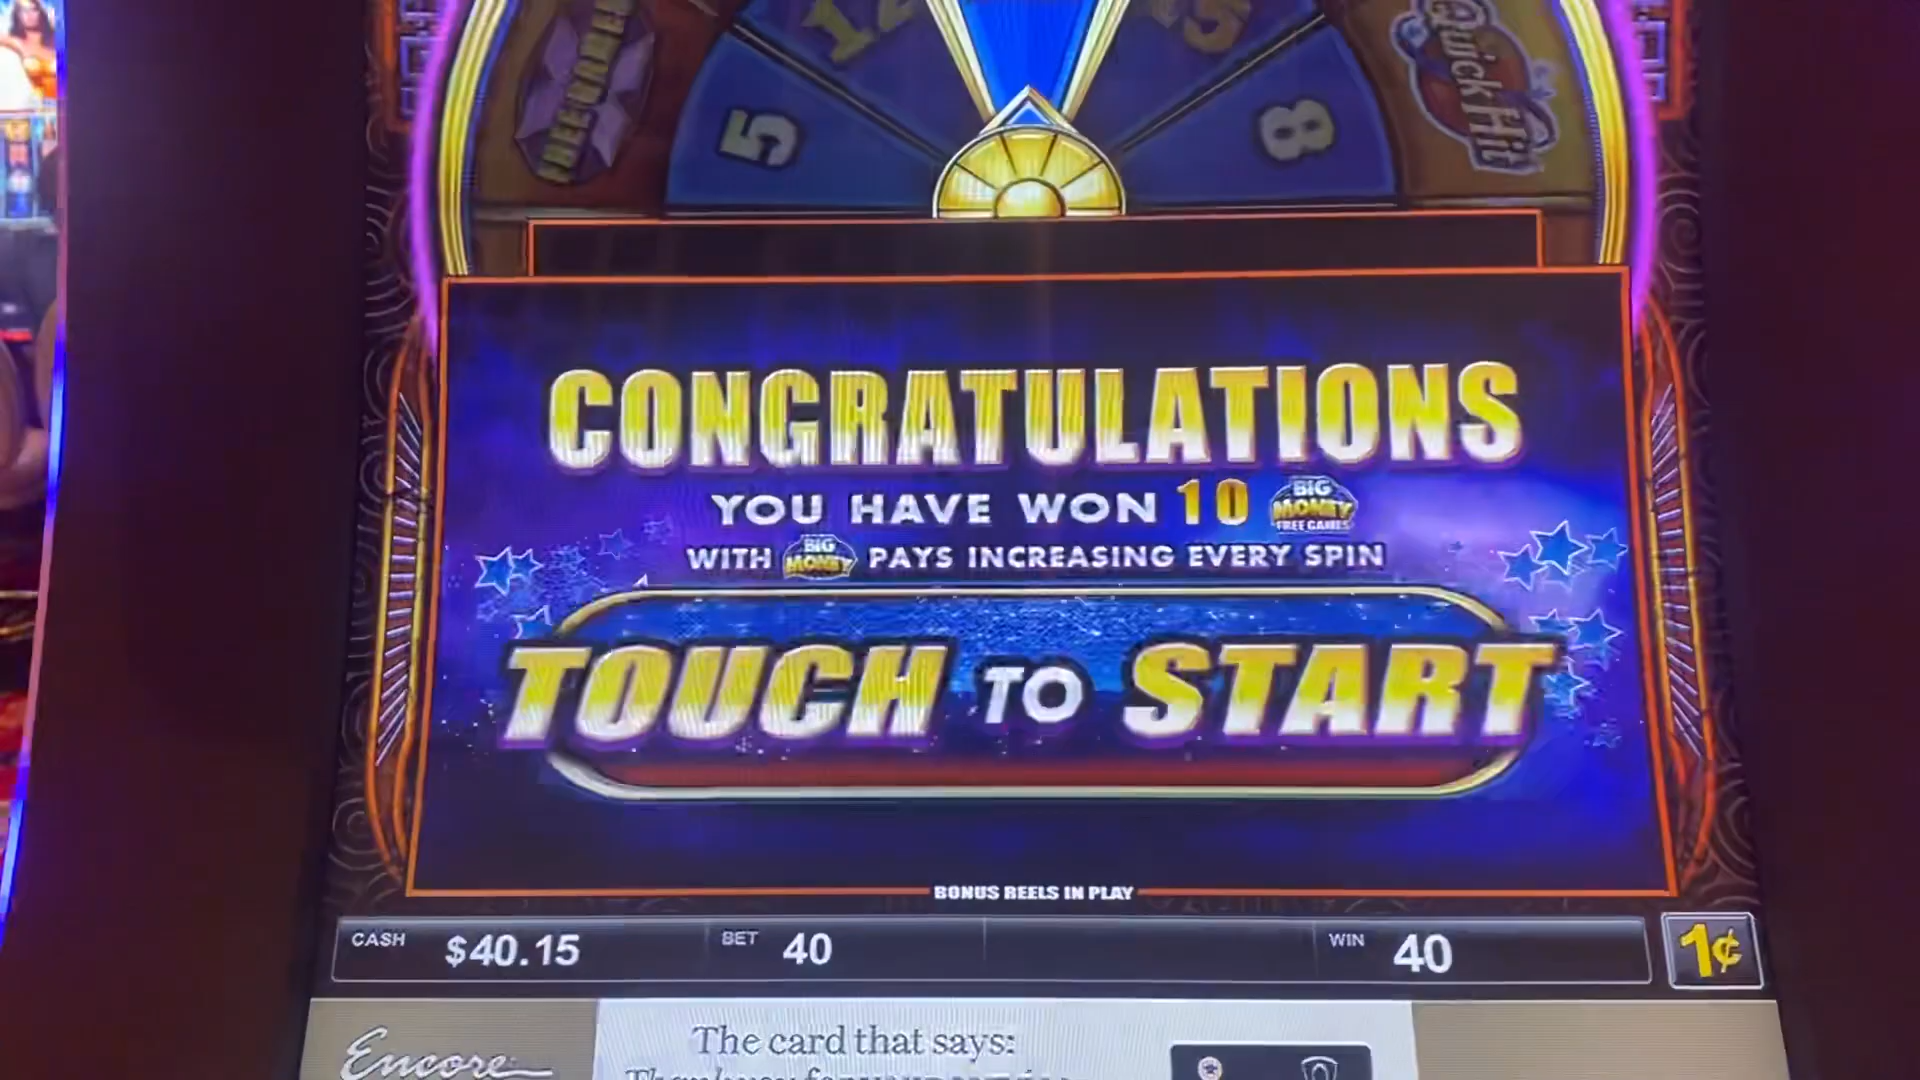 FREE GAMES
5
8
Quick Hit
CONGRATULATIONS
YOU HAVE WON 10 BIG MONEY FREE GAMES
WITH BIG MONEY PAYS INCREASING EVERY SPIN
TOUCH TO START
BONUS REELS IN PLAY
CASH $40.15 BET 40 WIN 40 1¢
Encore
The card that says: